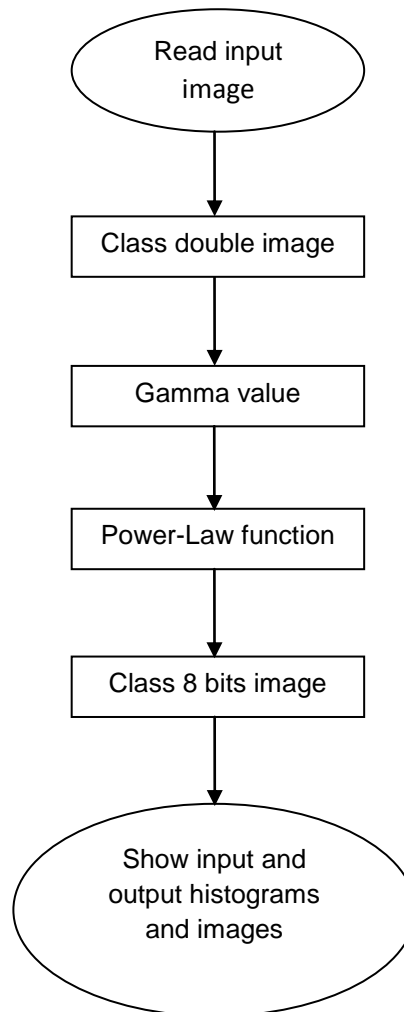 Read input
image
Class double image
Gamma value
Power-Law function
Class 8 bits image
Show input and
output histograms
and images